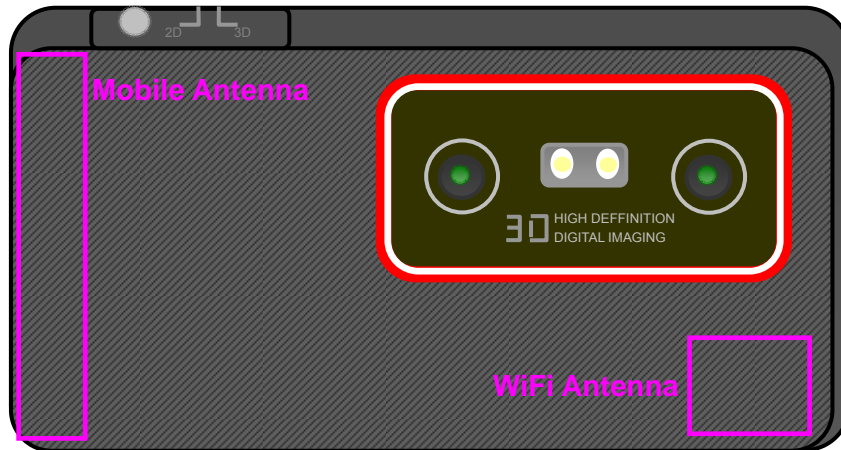 2D 3D
Mobile Antenna
3D HIGH DEFFINITION
DIGITAL IMAGING
WiFi Antenna